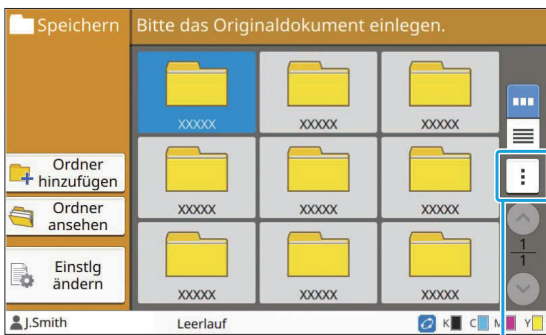 Speichern
Bitte das Originaldokument einlegen.
XXXXX XXXXX XXXXX
Ordner
hinzufügen
XXXXX XXXXX XXXXX
Ordner
ansehen
1
1
Einstlg
ändern
XXXXX XXXXX XXXXX
J.Smith
Leerlauf
K C M Y